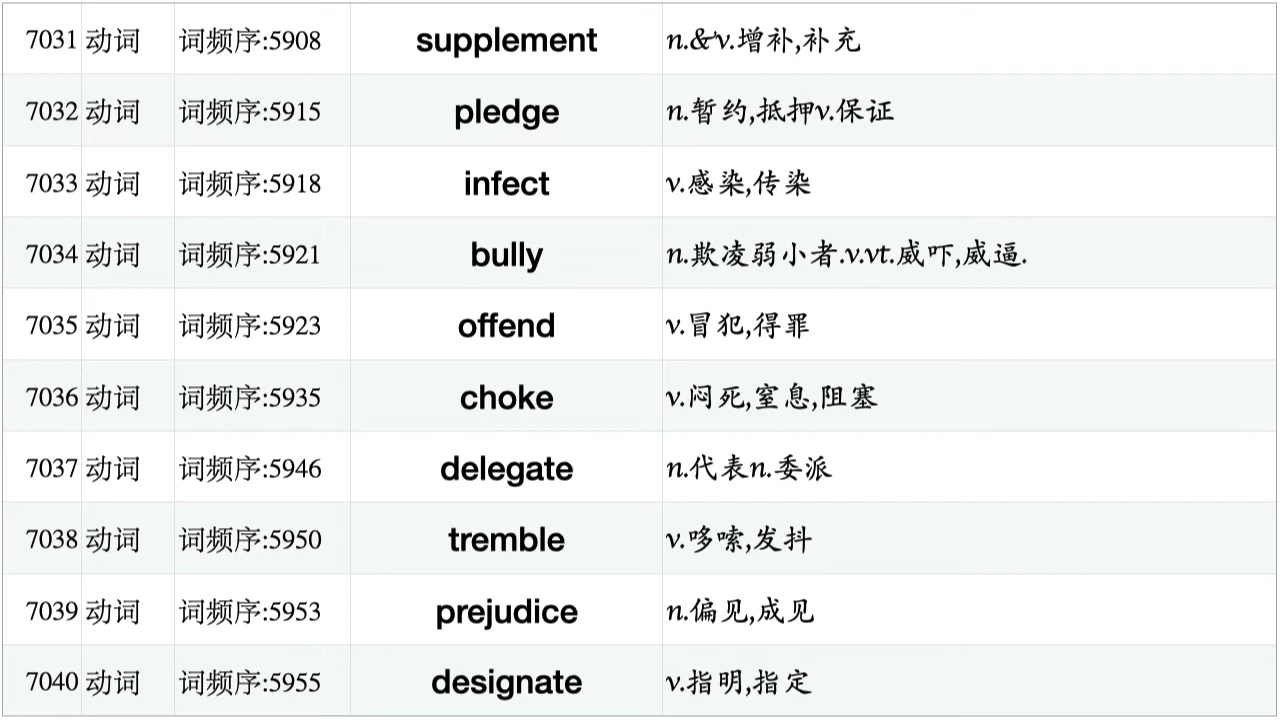 7031 动词 词频序:5908 supplement n.&v.增补,补充
7032 动词 词频序:5915 pledge n.暂约,抵押v.保证
7033 动词 词频序:5918 infect v.感染,传染
7034 动词 词频序:5921 bully n.欺凌弱小者.v.vt.威吓,威逼.
7035 动词 词频序:5923 offend v.冒犯,得罪
7036 动词 词频序:5935 choke v.闷死,窒息,阻塞
7037 动词 词频序:5946 delegate n.代表n.委派
7038 动词 词频序:5950 tremble v.哆嗦,发抖
7039 动词 词频序:5953 prejudice n.偏见,成见
7040 动词 词频序:5955 designate v.指明,指定